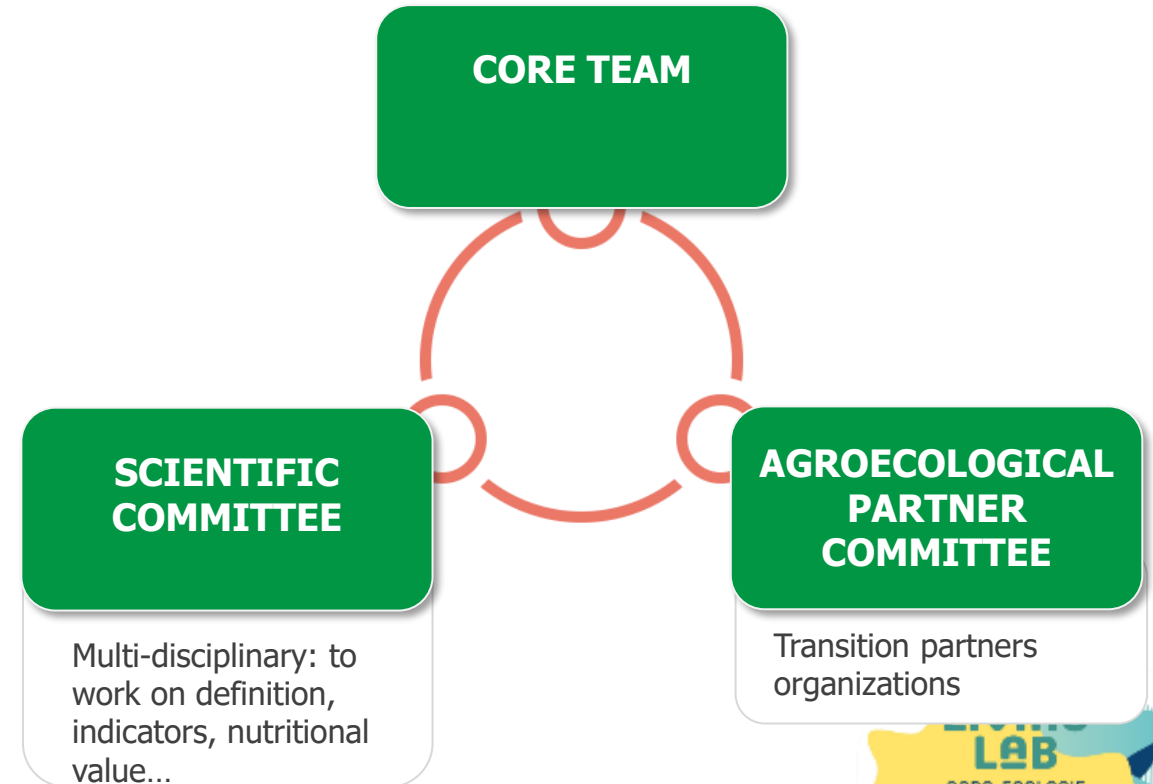 CORE TEAM
SCIENTIFIC
COMMITTEE
Multi-disciplinary: to
work on definition,
indicators, nutritional
value…
AGROECOLOGICAL
PARTNER
COMMITTEE
Transition partners
organizations
LAB